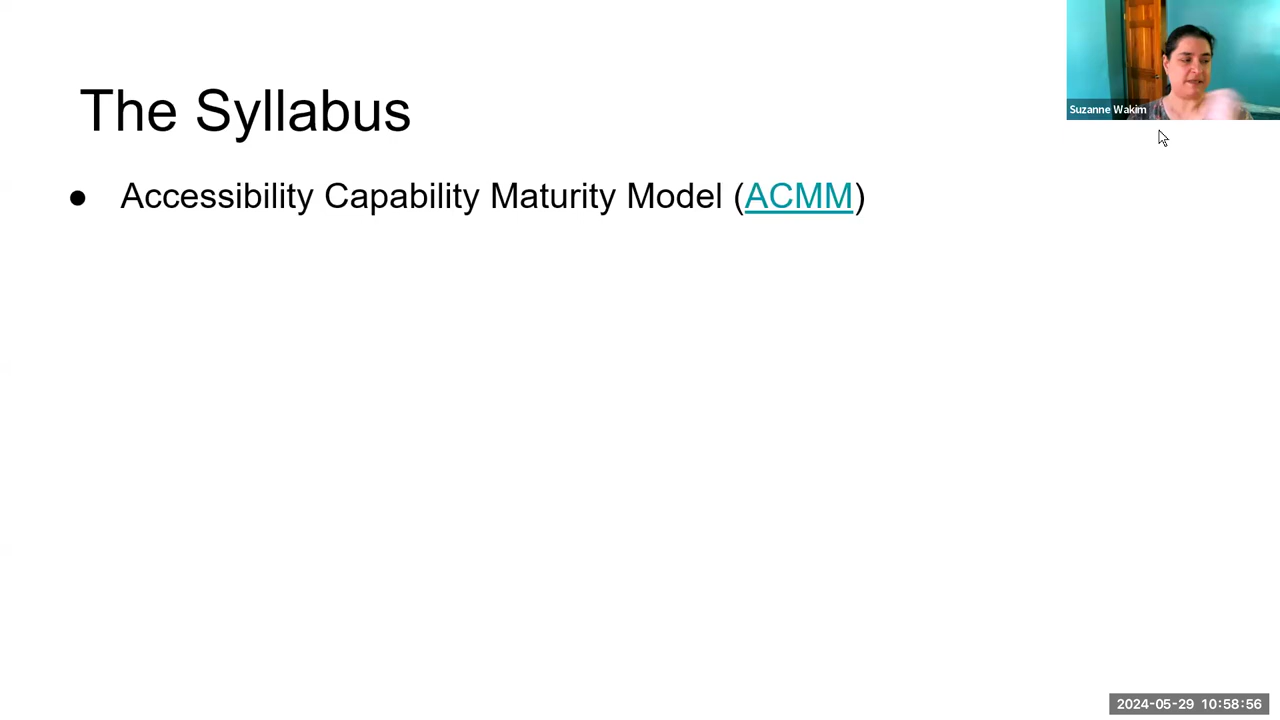 Suzanne Wakim
The Syllabus
● Accessibility Capability Maturity Model (ACMM)
2024-05-29 10:58:56